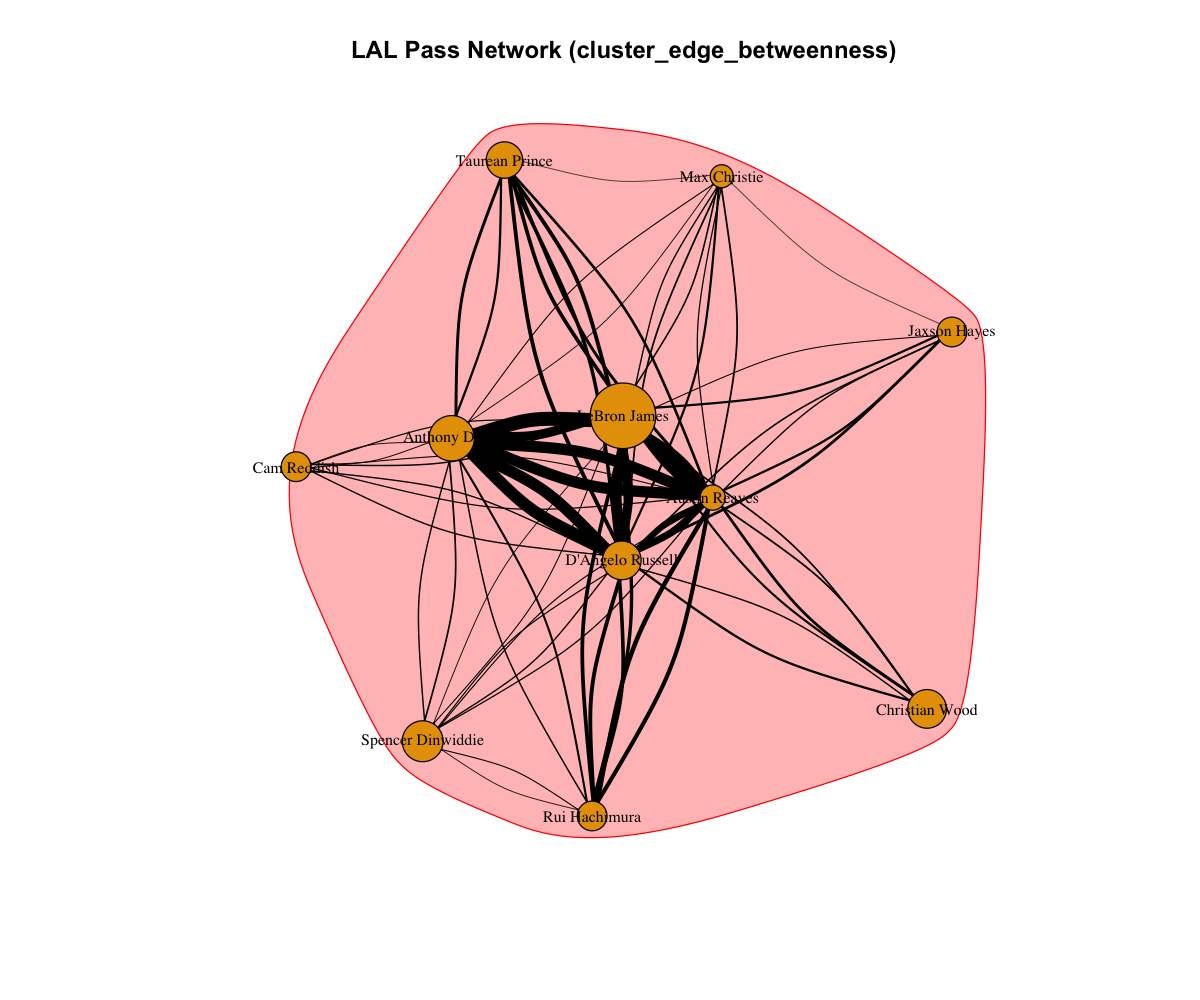 LAL Pass Network (cluster_edge_betweenness)
Taurean Prince
Max Christie
Jaxson Hayes
LeBron James
Anthony D
Cam Reddish
Austin Reaves
D'Angelo Russell
Christian Wood
Spencer Dinwiddie
Rui Hachimura